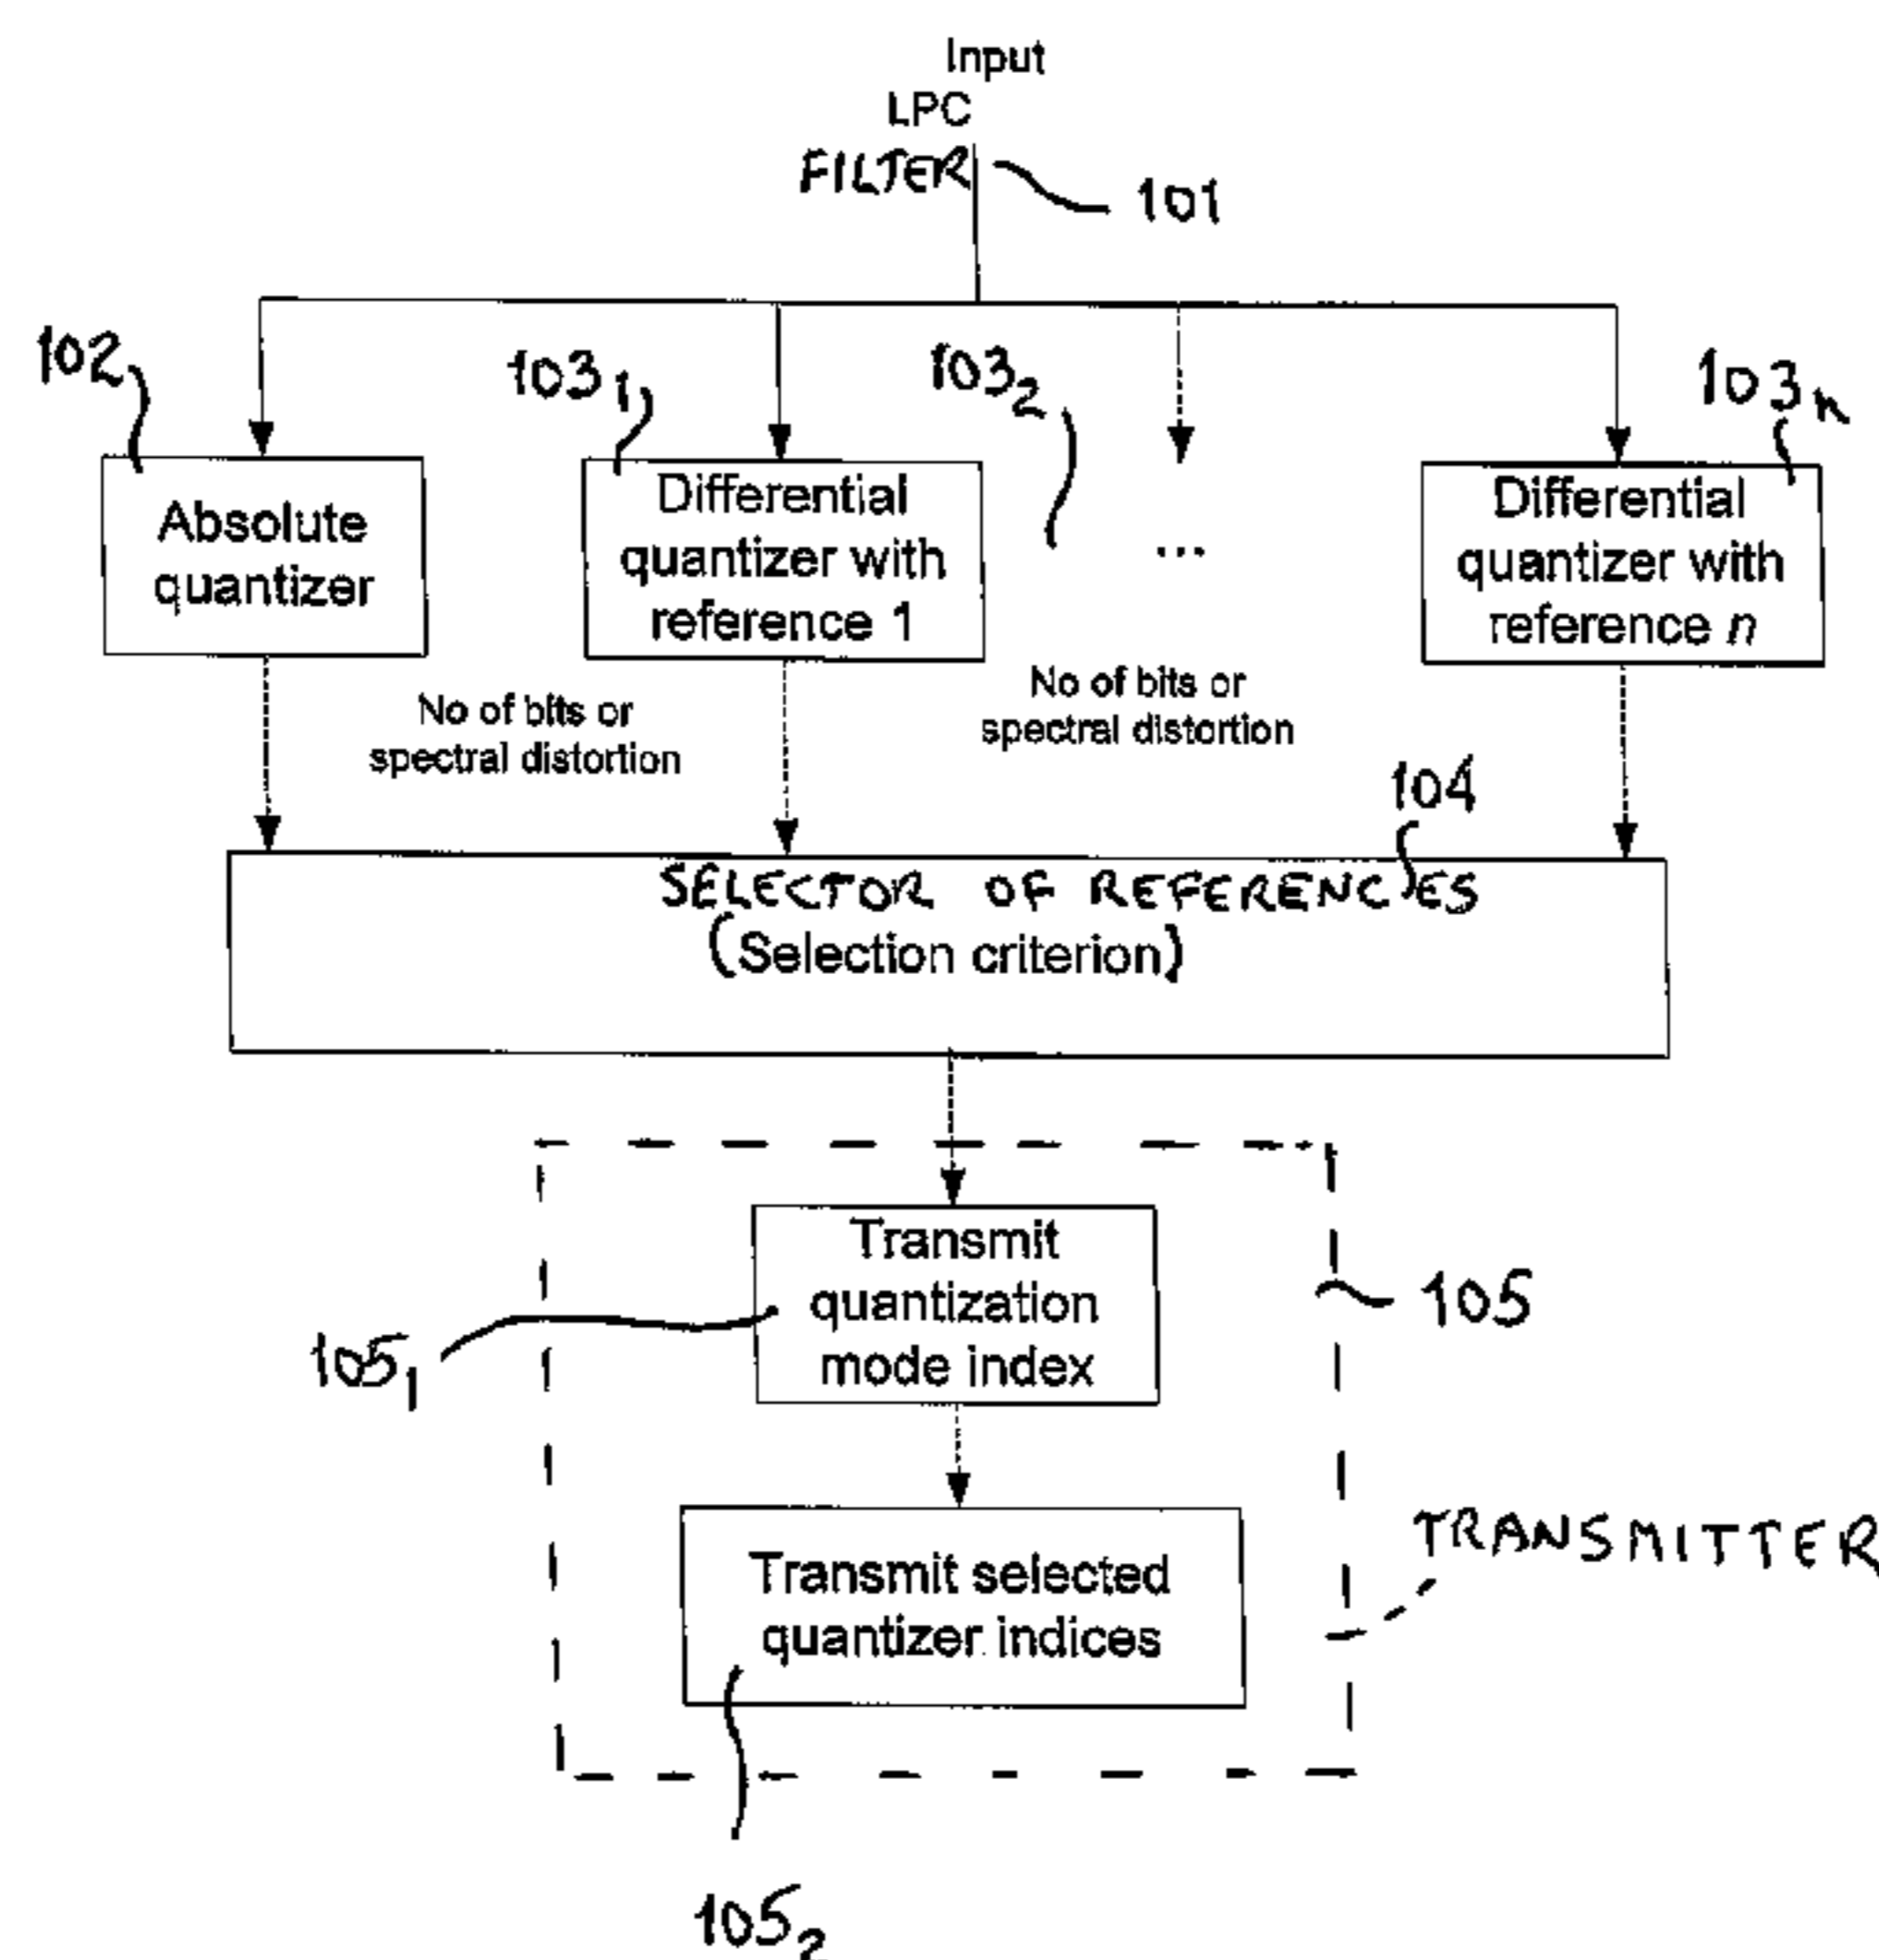 Input
LPC
FILTER
101
102
103₁
103₂
103ₙ
Absolute
quantizer
Differential
quantizer with
reference 1
...
Differential
quantizer with
reference n
No of bits or
spectral distortion
No of bits or
spectral distortion
104
SELECTOR OF REFERENCES
(Selection criterion)
Transmit
quantization
mode index
105
105₁
Transmit selected
quantizer indices
TRANSMITTER
105₂